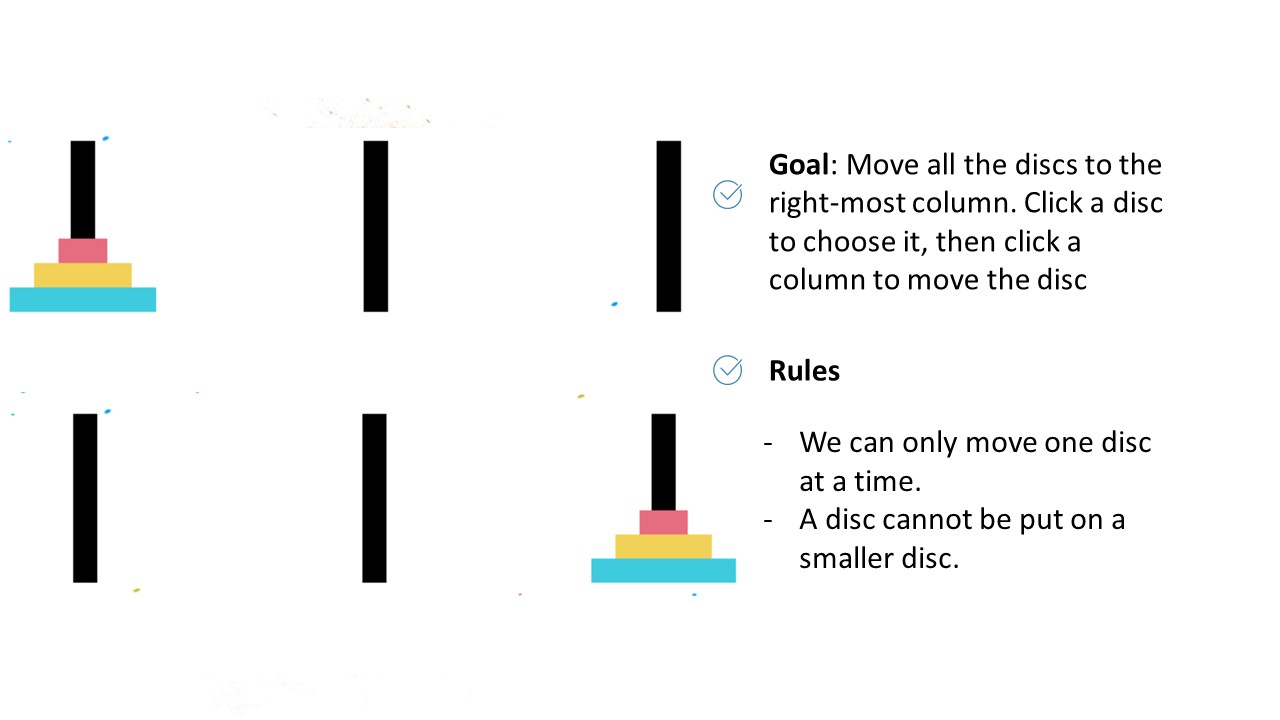 Goal: Move all the discs to the
right-most column. Click a disc
to choose it, then click a
column to move the disc
Rules
- We can only move one disc
at a time.
- A disc cannot be put on a
smaller disc.